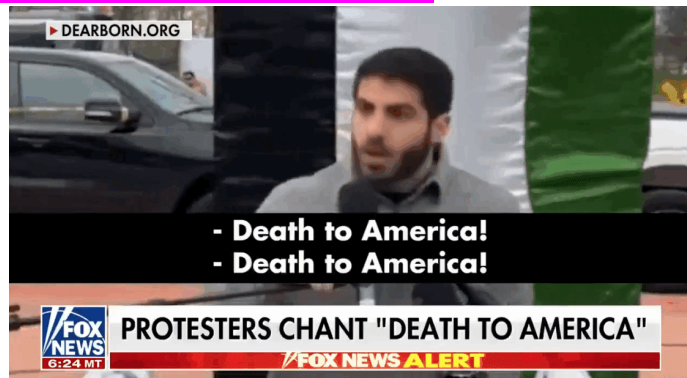 DEARBORN.ORG
- Death to America!
- Death to America!
FOX
NEWS
6:24 MT
PROTESTERS CHANT "DEATH TO AMERICA"
FOX NEWS ALERT